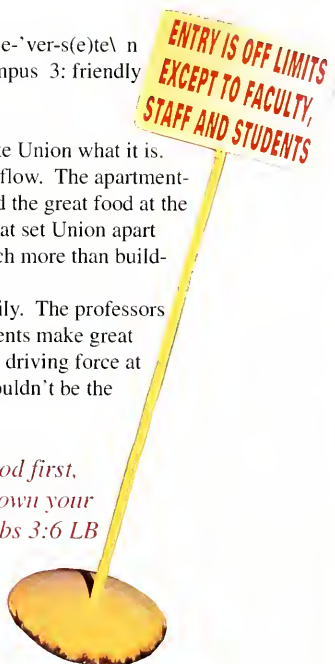 e-'ver-s(e)te\ n
mpus 3: friendly
ENTRY IS OFF LIMITS
EXCEPT TO FACULTY,
STAFF AND STUDENTS
Union what it is.
flow. The apartment-
the great food at the
at set Union apart
more than build-
ily. The professors
ents make great
driving force at
uldn't be the
od first,
own your
bs 3:6 LB